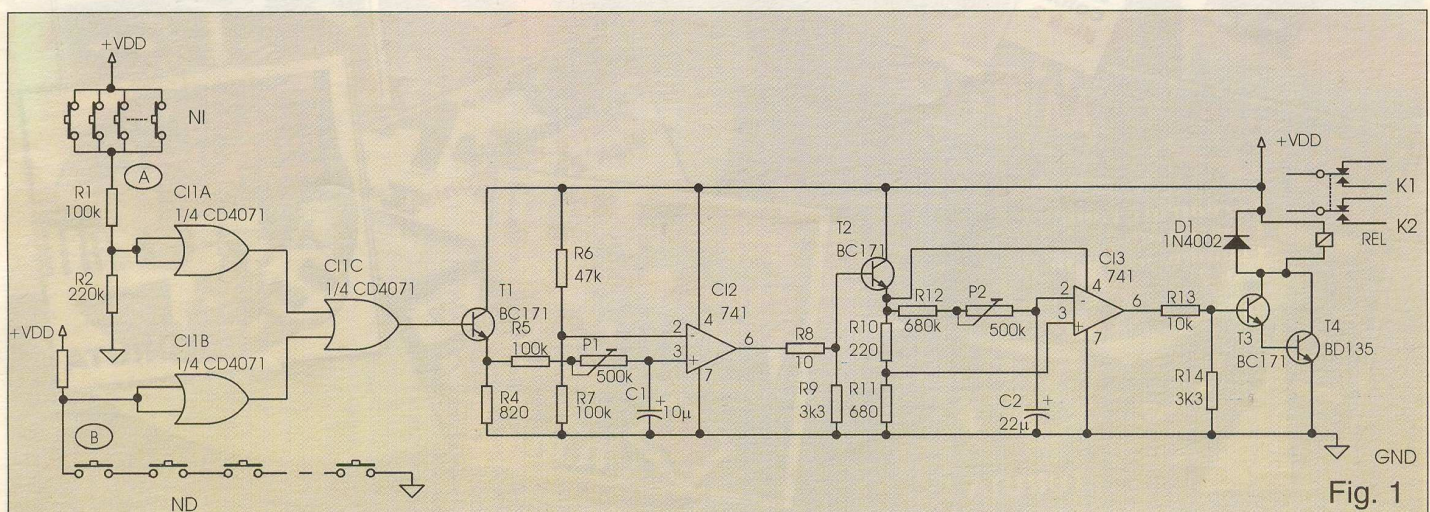 +VDD
NI
A
R1
100k
CI1A
1/4 CD4071
R2
220k
+VDD
CI1C
1/4 CD4071
CI1B
1/4 CD4071
B
ND
T1
BC171
R5
100k
R4
820
R6
47k
P1
500k
R7
100k
C1
+
10µ
2
-
3
+
4
CI2
741
6
7
R8
10
R9
3k3
T2
BC171
R12
680k
R10
220
R11
680
P2
500k
C2
+
22µ
2
-
3
+
4
CI3
741
6
7
R13
10k
R14
3K3
+VDD
D1
1N4002
K1
K2
REL
T3
BC171
T4
BD135
GND
Fig. 1